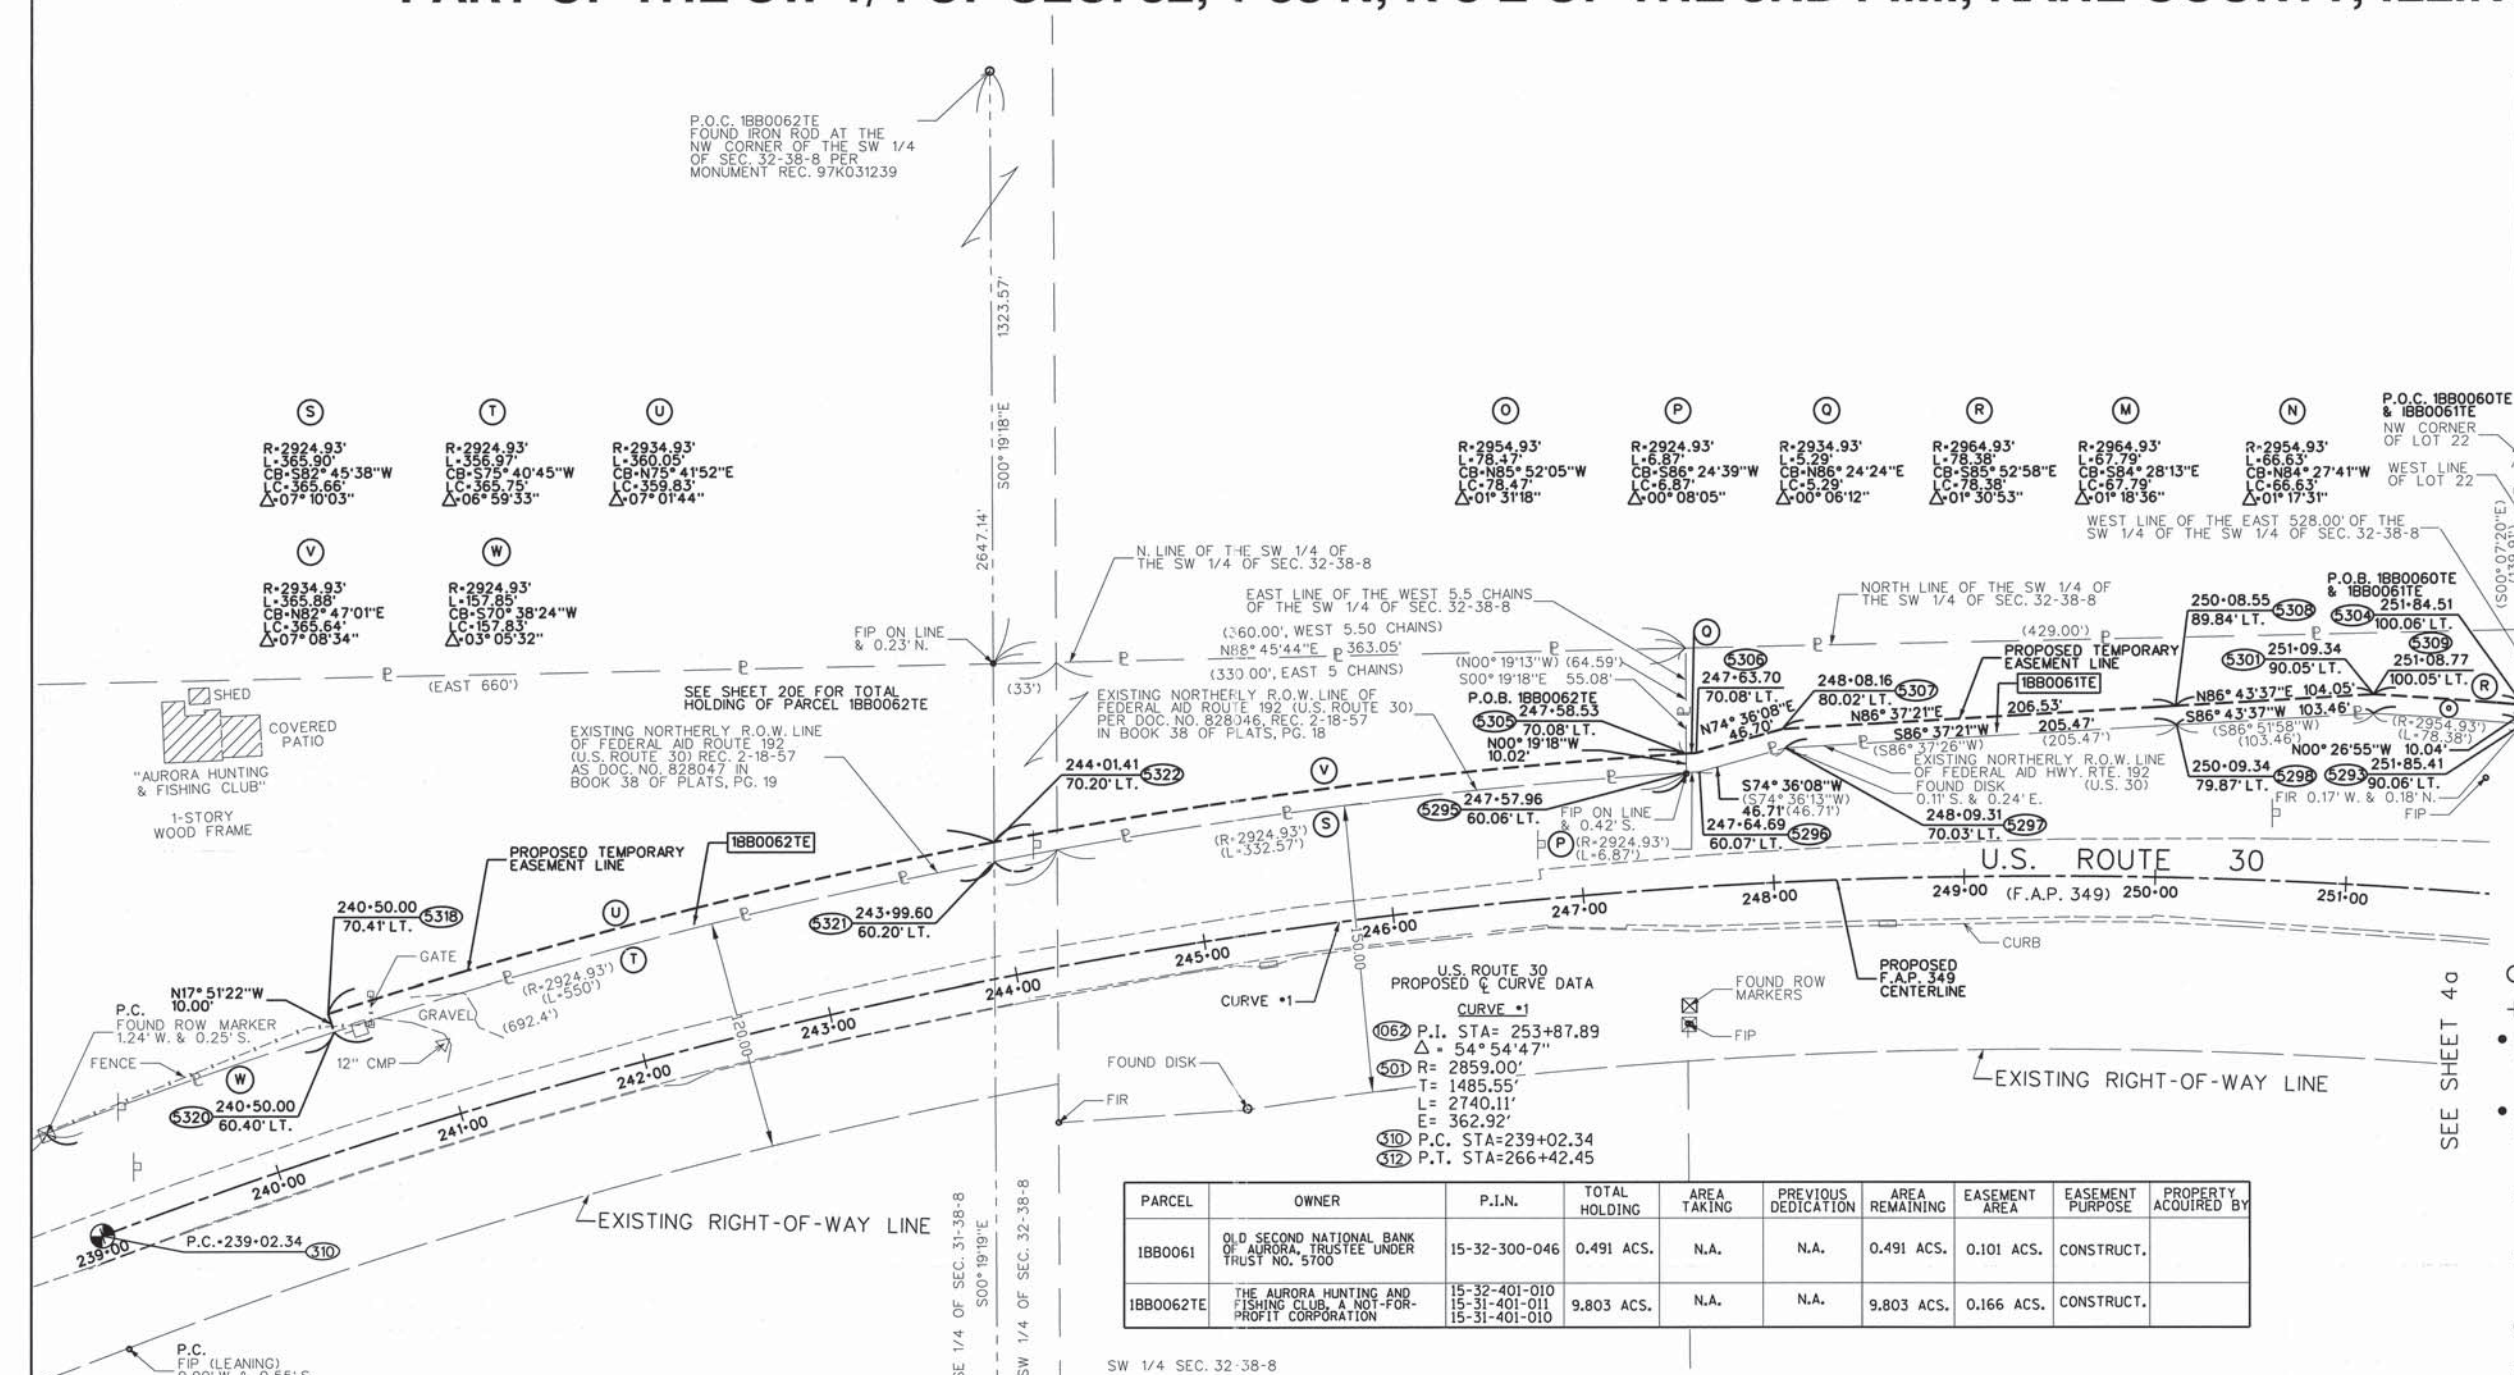 P.O.C. 1BB0062TE
FOUND IRON ROD AT THE
NW CORNER OF THE SW 1/4
OF SEC. 32-38-8 PER
MONUMENT REC. 97K031239
1323.57'
S00°19'18"E
2647.14'
S
R=2924.93'
L=365.90'
CB=S82°45'38"W
LC=365.66'
△=07°10'03"
T
R=2924.93'
L=356.97'
CB=S75°40'45"W
LC=365.75'
△=06°59'33"
U
R=2934.93'
L=360.05'
CB=N75°41'52"E
LC=359.83'
△=07°01'44"
V
R=2934.93'
L=365.88'
CB=N82°47'01"E
LC=365.64'
△=07°08'34"
W
R=2924.93'
L=157.85'
CB=S70°38'24"W
LC=157.83'
△=03°05'32"
O
R=2954.93'
L=78.47'
CB=N85°52'05"W
LC=78.47'
△=01°31'18"
P
R=2924.93'
L=6.87'
CB=S86°24'39"W
LC=6.87'
△=00°08'05"
Q
R=2934.93'
L=5.29'
CB=N86°24'24"E
LC=5.29'
△=00°06'12"
R
R=2964.93'
L=78.38'
CB=S85°52'58"E
LC=78.38'
△=01°30'53"
M
R=2964.93'
L=67.79'
CB=S84°28'13"E
LC=67.79'
△=01°18'36"
N
R=2954.93'
L=66.63'
CB=N84°27'41"W
LC=66.63'
△=01°17'31"
P.O.C. 1BB0060TE
& 1BB0061TE
NW CORNER
OF LOT 22
WEST LINE
OF LOT 22
(S00°07'20"E)
WEST LINE OF THE EAST 528.00' OF THE
SW 1/4 OF THE SW 1/4 OF SEC. 32-38-8
N. LINE OF THE SW 1/4 OF
THE SW 1/4 OF SEC. 32-38-8
EAST LINE OF THE WEST 5.5 CHAINS
OF THE SW 1/4 OF SEC. 32-38-8
NORTH LINE OF THE SW 1/4 OF
THE SW 1/4 OF SEC. 32-38-8
P.O.B. 1BB0060TE
& 1BB0061TE
250+08.55
89.84' LT.
5308
5304
251+84.51
100.06' LT.
5309
251+08.77
100.05' LT.
5301
251+09.34
90.05' LT.
R
FIP ON LINE
& 0.23' N.
(360.00', WEST 5.50 CHAINS)
N88°45'44"E 363.05'
(330.00', EAST 5 CHAINS)
(33')
(EAST 660')
(429.00')
(N00°19'13"W) (64.59')
S00°19'18"E 55.08'
P.O.B. 1BB0062TE
5305
247+58.53
70.08' LT.
N00°19'18"W
10.02'
Q
5306
247+63.70
70.08' LT.
248+08.16
80.02' LT.
5307
PROPOSED TEMPORARY
EASEMENT LINE
1BB0061TE
N74°36'08"E
46.70'
N86°37'21"E
206.53'
S86°37'21"W
205.47'
(S86°37'26"W)
(205.47')
N86°43'37"E 104.05'
S86°43'37"W 103.46'
(S86°51'58"W)
(103.46')
O
(R=2954.93')
(L=78.38')
N00°26'55"W 10.04'
250+09.34
79.87' LT.
5298
5293
251+85.41
90.06' LT.
FIR 0.17' W. & 0.18' N.
FIP
EXISTING NORTHERLY R.O.W. LINE
OF FEDERAL AID HWY. RTE. 192
(U.S. 30)
FOUND DISK
0.11' S. & 0.24' E.
S74°36'08"W
(S74°36'13"W)
46.71' (46.71')
247+64.69
60.07' LT.
5296
248+09.31
70.03' LT.
5297
SHED
COVERED
PATIO
"AURORA HUNTING
& FISHING CLUB"
1-STORY
WOOD FRAME
SEE SHEET 20E FOR TOTAL
HOLDING OF PARCEL 1BB0062TE
EXISTING NORTHERLY R.O.W. LINE
OF FEDERAL AID ROUTE 192
(U.S. ROUTE 30) REC. 2-18-57
AS DOC. NO. 828047 IN
BOOK 38 OF PLATS, PG. 19
EXISTING NORTHERLY R.O.W. LINE OF
FEDERAL AID ROUTE 192 (U.S. ROUTE 30)
PER DOC. NO. 828046, REC. 2-18-57
IN BOOK 38 OF PLATS, PG. 18
244+01.41
70.20' LT.
5322
V
S
(R=2924.93')
(L=332.57')
5295
247+57.96
60.06' LT.
FIP ON LINE
& 0.42' S.
P
(R=2924.93')
(L=6.87')
PROPOSED TEMPORARY
EASEMENT LINE
1BB0062TE
240+50.00
70.41' LT.
5318
U
5321
243+99.60
60.20' LT.
T
GATE
(R=2924.93')
(L=550')
(692.4')
GRAVEL
N17°51'22"W
10.00'
P.C.
FOUND ROW MARKER
1.24' W. & 0.25' S.
FENCE
12" CMP
W
5320
240+50.00
60.40' LT.
120.00'
150.00'
U.S. ROUTE 30
(F.A.P. 349)
239+00
240+00
241+00
242+00
243+00
244+00
245+00
246+00
247+00
248+00
249+00
250+00
251+00
CURB
PROPOSED
F.A.P. 349
CENTERLINE
CURVE #1
U.S. ROUTE 30
PROPOSED ℄ CURVE DATA
CURVE #1
1062 P.I. STA= 253+87.89
△ = 54°54'47"
501 R= 2859.00'
T= 1485.55'
L= 2740.11'
E= 362.92'
310 P.C. STA=239+02.34
312 P.T. STA=266+42.45
FOUND ROW
MARKERS
FIP
FOUND DISK
FIR
EXISTING RIGHT-OF-WAY LINE
EXISTING RIGHT-OF-WAY LINE
SEE SHEET 4a
P.C.=239+02.34
310
SE 1/4 OF SEC. 31-38-8
S00°19'19"E
SW 1/4 OF SEC. 32-38-8
PARCEL OWNER P.I.N. TOTAL HOLDING AREA TAKING PREVIOUS DEDICATION AREA REMAINING EASEMENT AREA EASEMENT PURPOSE PROPERTY ACQUIRED BY
1BB0061 OLD SECOND NATIONAL BANK OF AURORA, TRUSTEE UNDER TRUST NO. 5700 15-32-300-046 0.491 ACS. N.A. N.A. 0.491 ACS. 0.101 ACS. CONSTRUCT.
1BB0062TE THE AURORA HUNTING AND FISHING CLUB, A NOT-FOR-PROFIT CORPORATION 15-32-401-010 15-31-401-011 15-31-401-010 9.803 ACS. N.A. N.A. 9.803 ACS. 0.166 ACS. CONSTRUCT.
P.C.
FIP (LEANING)
SW 1/4 SEC. 32-38-8